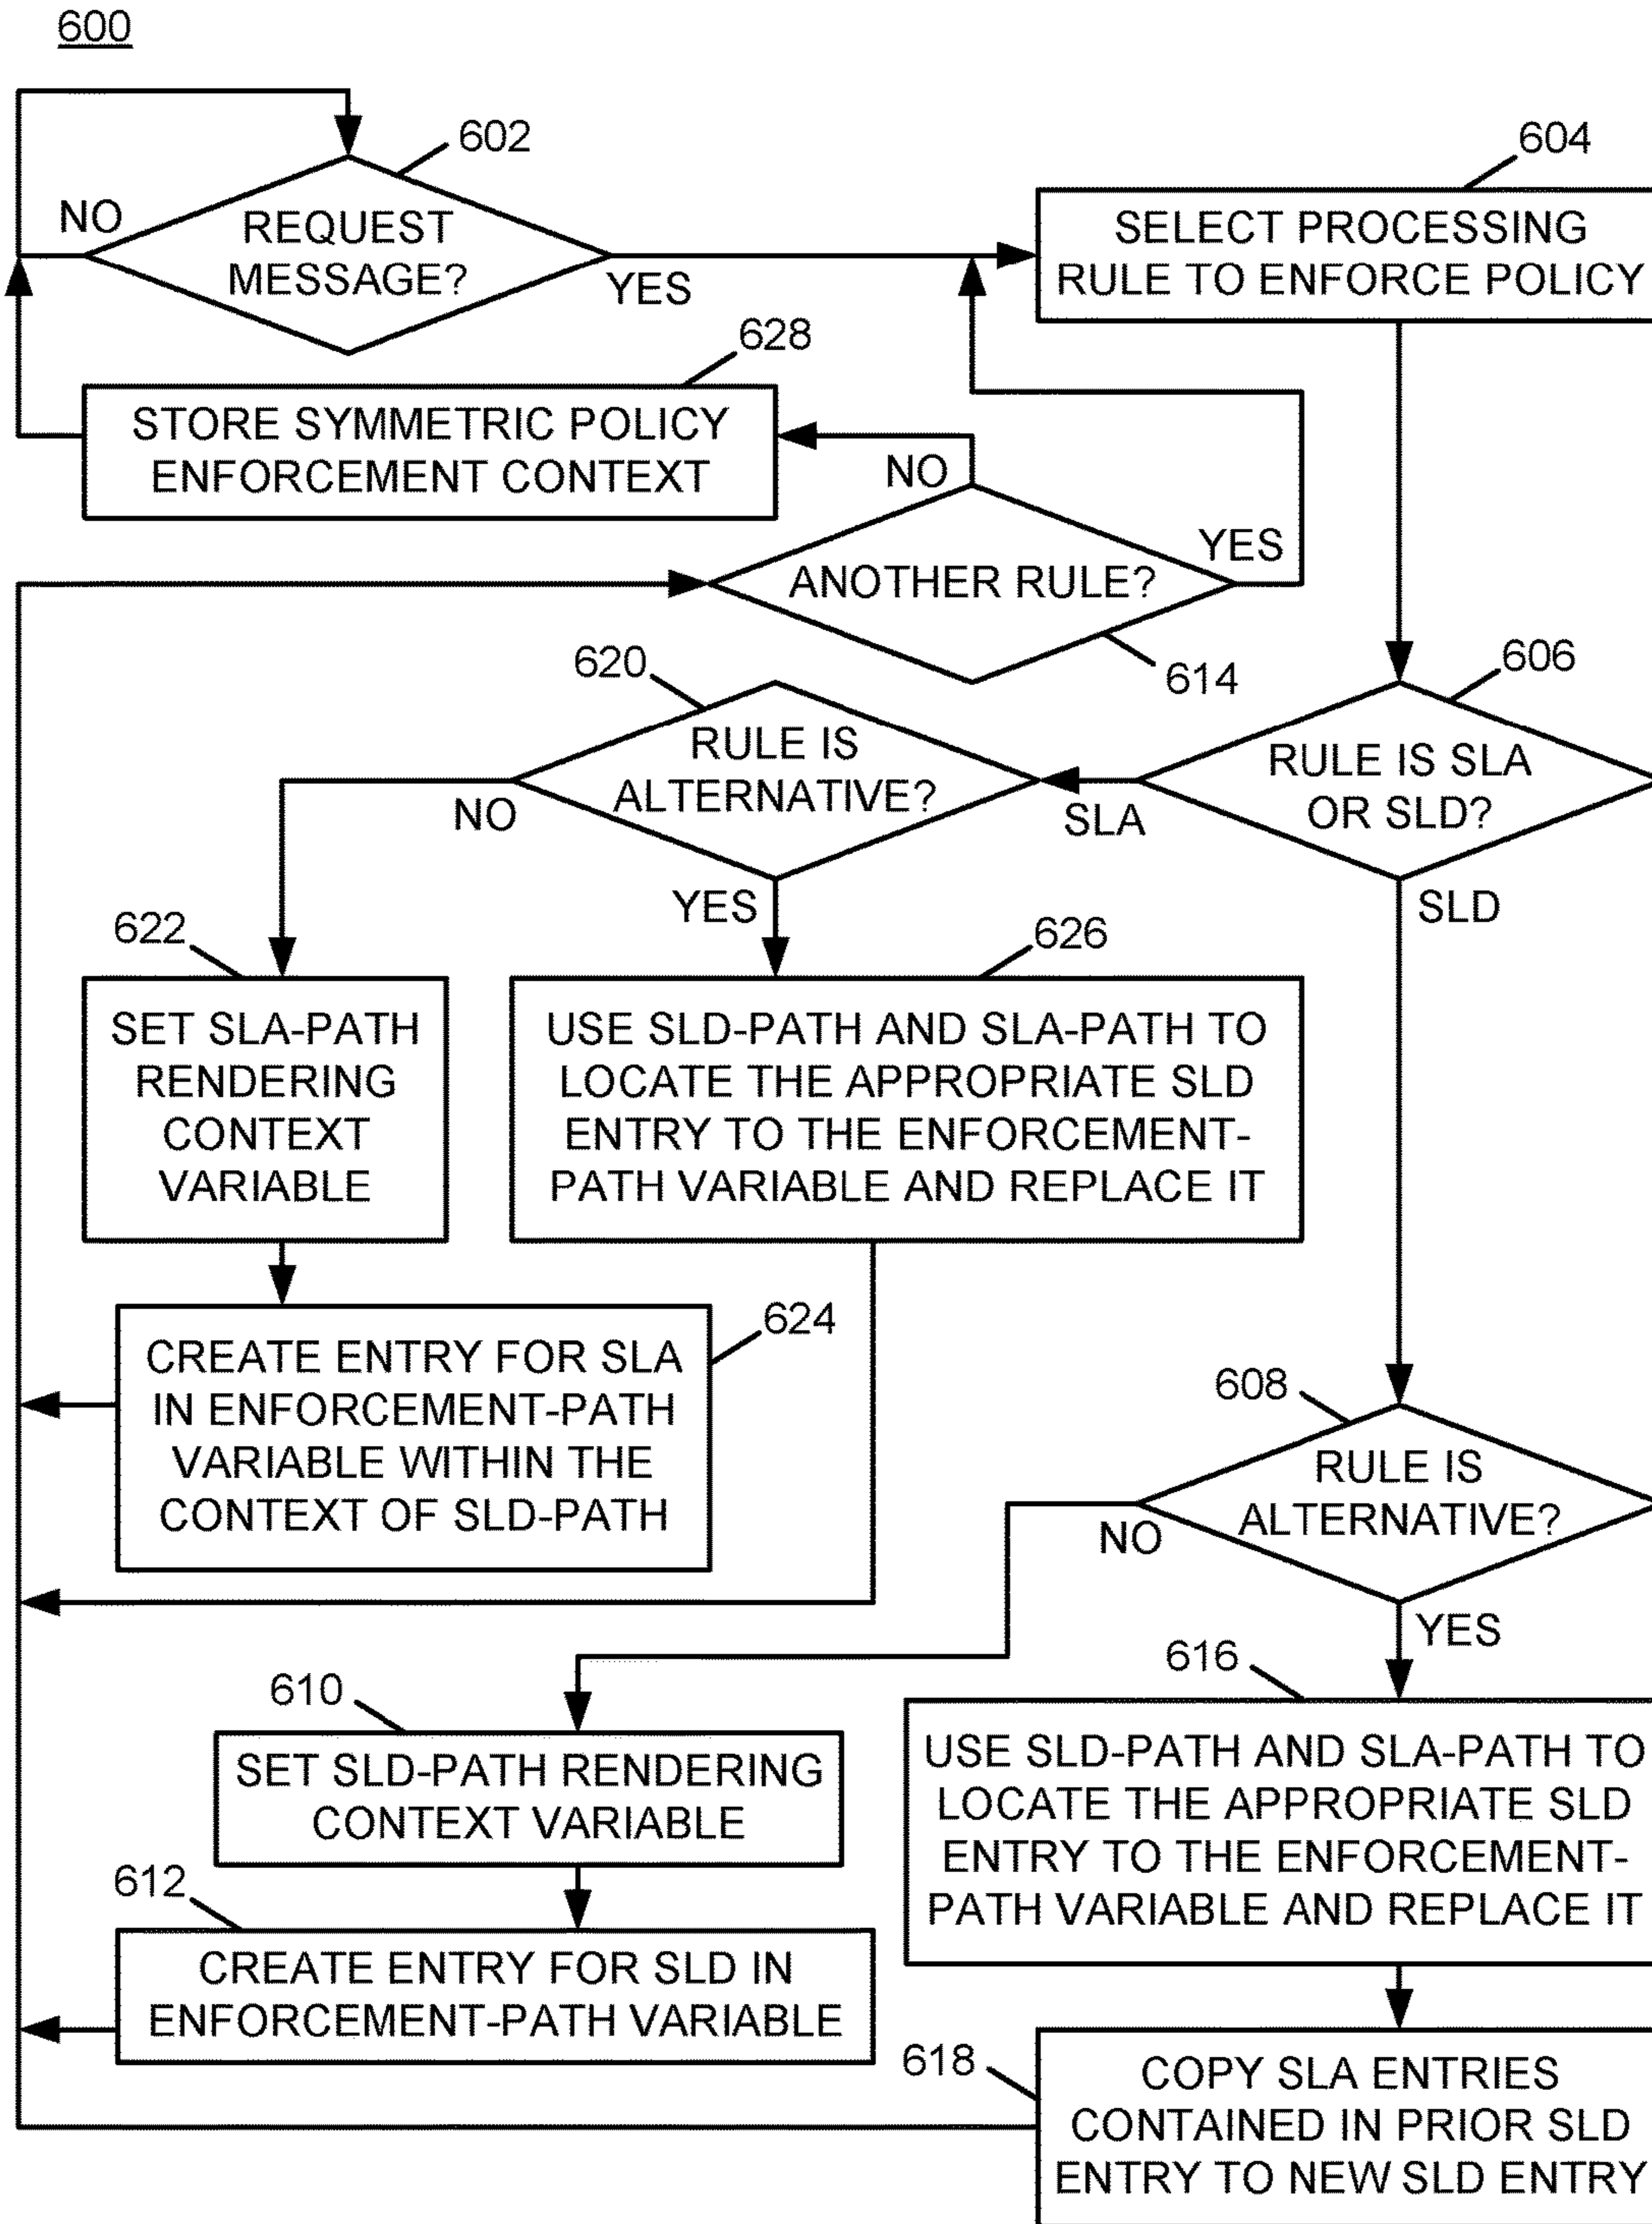 600
602
NO
REQUEST
MESSAGE?
YES
604
SELECT PROCESSING
RULE TO ENFORCE POLICY
628
STORE SYMMETRIC POLICY
ENFORCEMENT CONTEXT
NO
YES
ANOTHER RULE?
614
620
RULE IS
ALTERNATIVE?
NO
YES
606
RULE IS SLA
OR SLD?
SLA
SLD
622
SET SLA-PATH
RENDERING
CONTEXT
VARIABLE
626
USE SLD-PATH AND SLA-PATH TO
LOCATE THE APPROPRIATE SLD
ENTRY TO THE ENFORCEMENT-
PATH VARIABLE AND REPLACE IT
624
CREATE ENTRY FOR SLA
IN ENFORCEMENT-PATH
VARIABLE WITHIN THE
CONTEXT OF SLD-PATH
608
RULE IS
ALTERNATIVE?
NO
YES
610
SET SLD-PATH RENDERING
CONTEXT VARIABLE
612
CREATE ENTRY FOR SLD IN
ENFORCEMENT-PATH VARIABLE
616
USE SLD-PATH AND SLA-PATH TO
LOCATE THE APPROPRIATE SLD
ENTRY TO THE ENFORCEMENT-
PATH VARIABLE AND REPLACE IT
618
COPY SLA ENTRIES
CONTAINED IN PRIOR SLD
ENTRY TO NEW SLD ENTRY